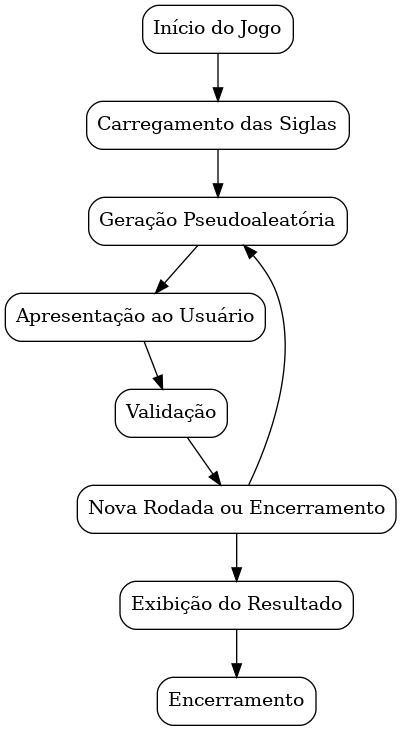 Início do Jogo
Carregamento das Siglas
Geração Pseudoaleatória
Apresentação ao Usuário
Validação
Nova Rodada ou Encerramento
Exibição do Resultado
Encerramento